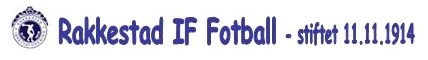 Rakkestad IF Fotball - stiftet 11.11.1914